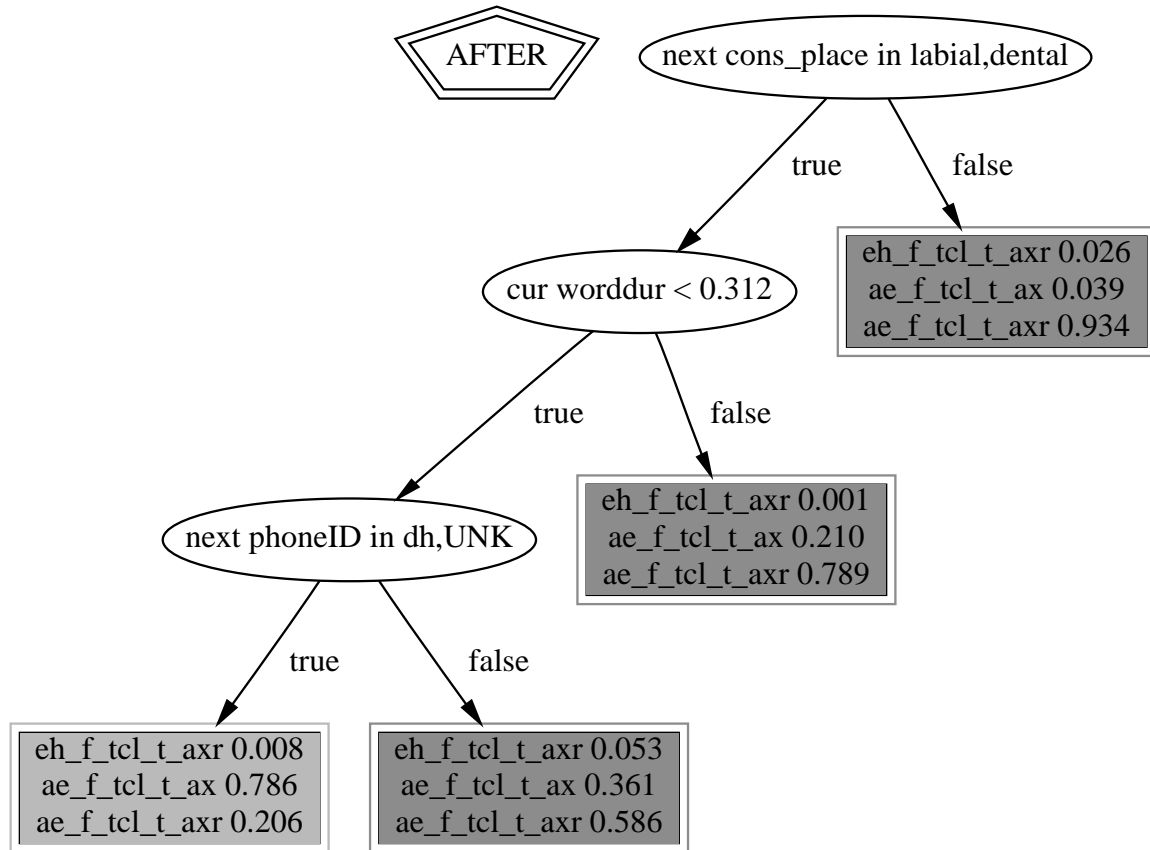 AFTER
next cons_place in labial,dental
true
false
eh_f_tcl_t_axr 0.026
ae_f_tcl_t_ax 0.039
ae_f_tcl_t_axr 0.934
cur worddur < 0.312
true
false
eh_f_tcl_t_axr 0.001
ae_f_tcl_t_ax 0.210
ae_f_tcl_t_axr 0.789
next phoneID in dh,UNK
true
false
eh_f_tcl_t_axr 0.008
ae_f_tcl_t_ax 0.786
ae_f_tcl_t_axr 0.206
eh_f_tcl_t_axr 0.053
ae_f_tcl_t_ax 0.361
ae_f_tcl_t_axr 0.586